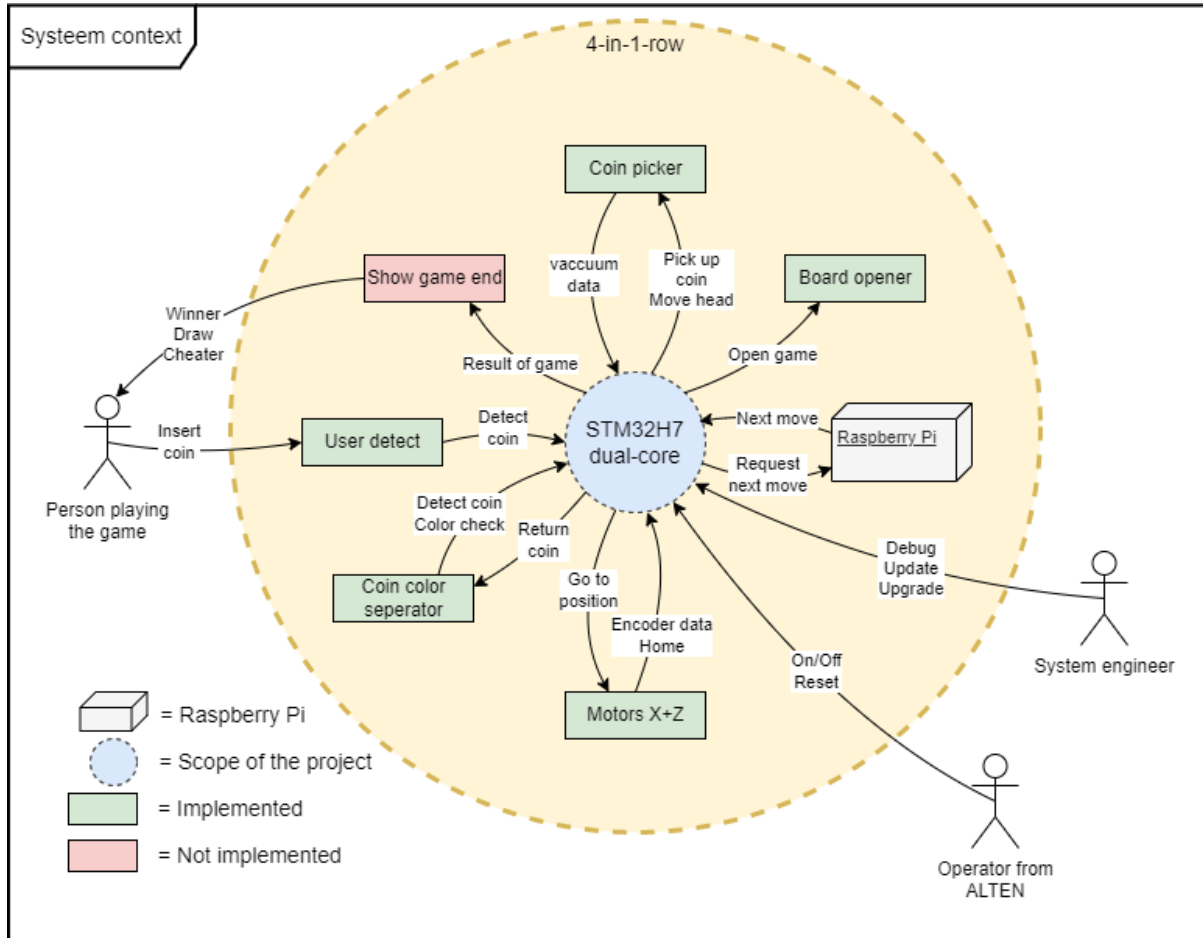 Systeem context
4-in-1-row
Coin picker
vaccuum
data
Pick up
coin
Move head
Show game end
Board opener
Winner
Draw
Cheater
Result of game
Open game
STM32H7
dual-core
Next move
Raspberry Pi
Request
next move
Insert
coin
User detect
Detect
coin
Person playing
the game
Detect coin
Color check
Return
coin
Coin color
seperator
Go to
position
Encoder data
Home
Motors X+Z
Debug
Update
Upgrade
System engineer
On/Off
Reset
Operator from
ALTEN
= Raspberry Pi
= Scope of the project
= Implemented
= Not implemented